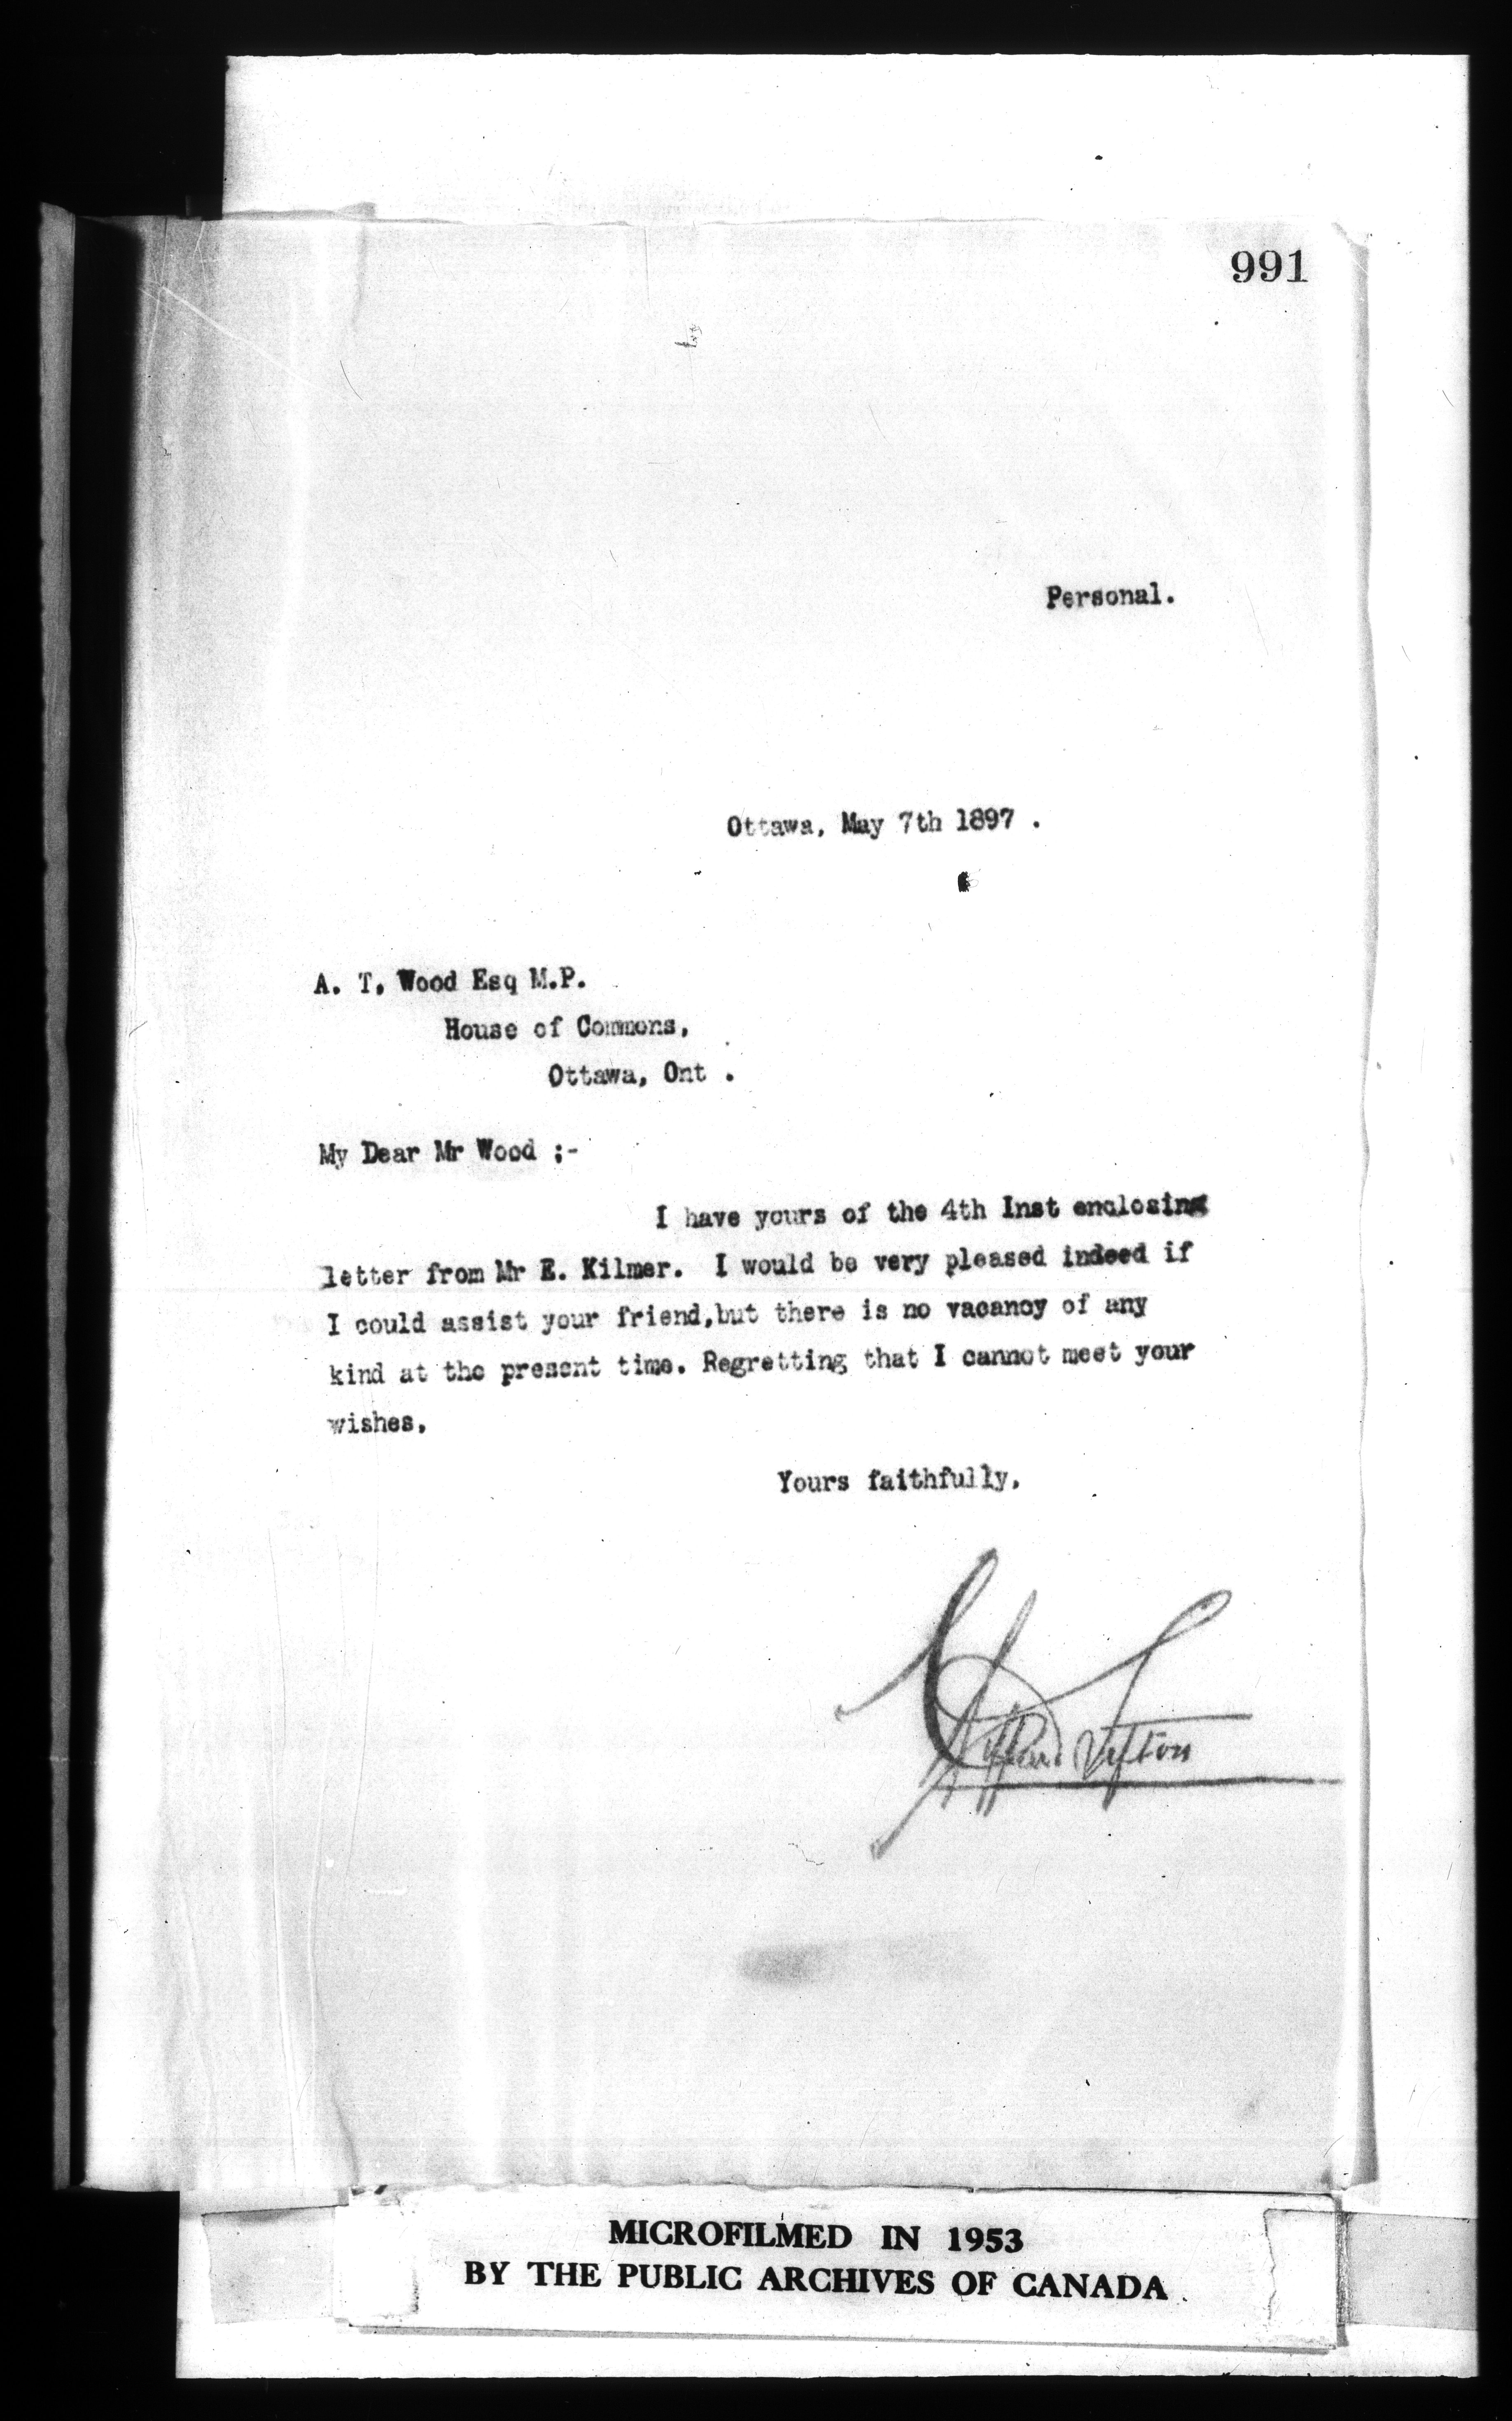 991
Personal.
Ottawa, May 7th 1897 .
A. T. Wood Esq M.P.
House of Commons,
Ottawa, Ont .
My Dear Mr Wood ;-
I have yours of the 4th Inst enclosing
letter from Mr E. Kilmer. I would be very pleased indeed if
I could assist your friend,but there is no vacancy of any
kind at the present time. Regretting that I cannot meet your
wishes,
Yours faithfully,
Clifford Sifton
MICROFILMED IN 1953
BY THE PUBLIC ARCHIVES OF CANADA